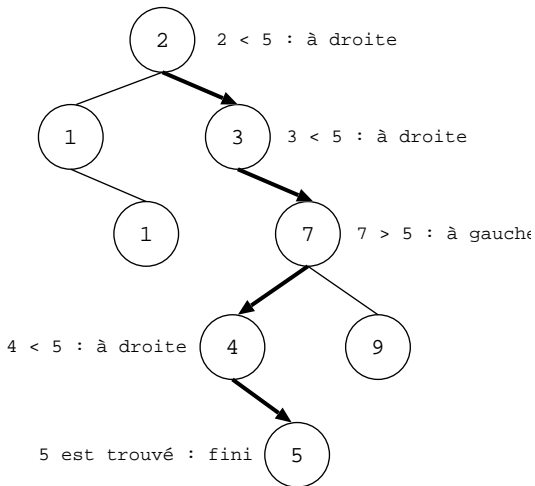 2 2 < 5 : à droite
1 3 3 < 5 : à droite
1 7 7 > 5 : à gauche
4 < 5 : à droite 4 9
5 est trouvé : fini 5